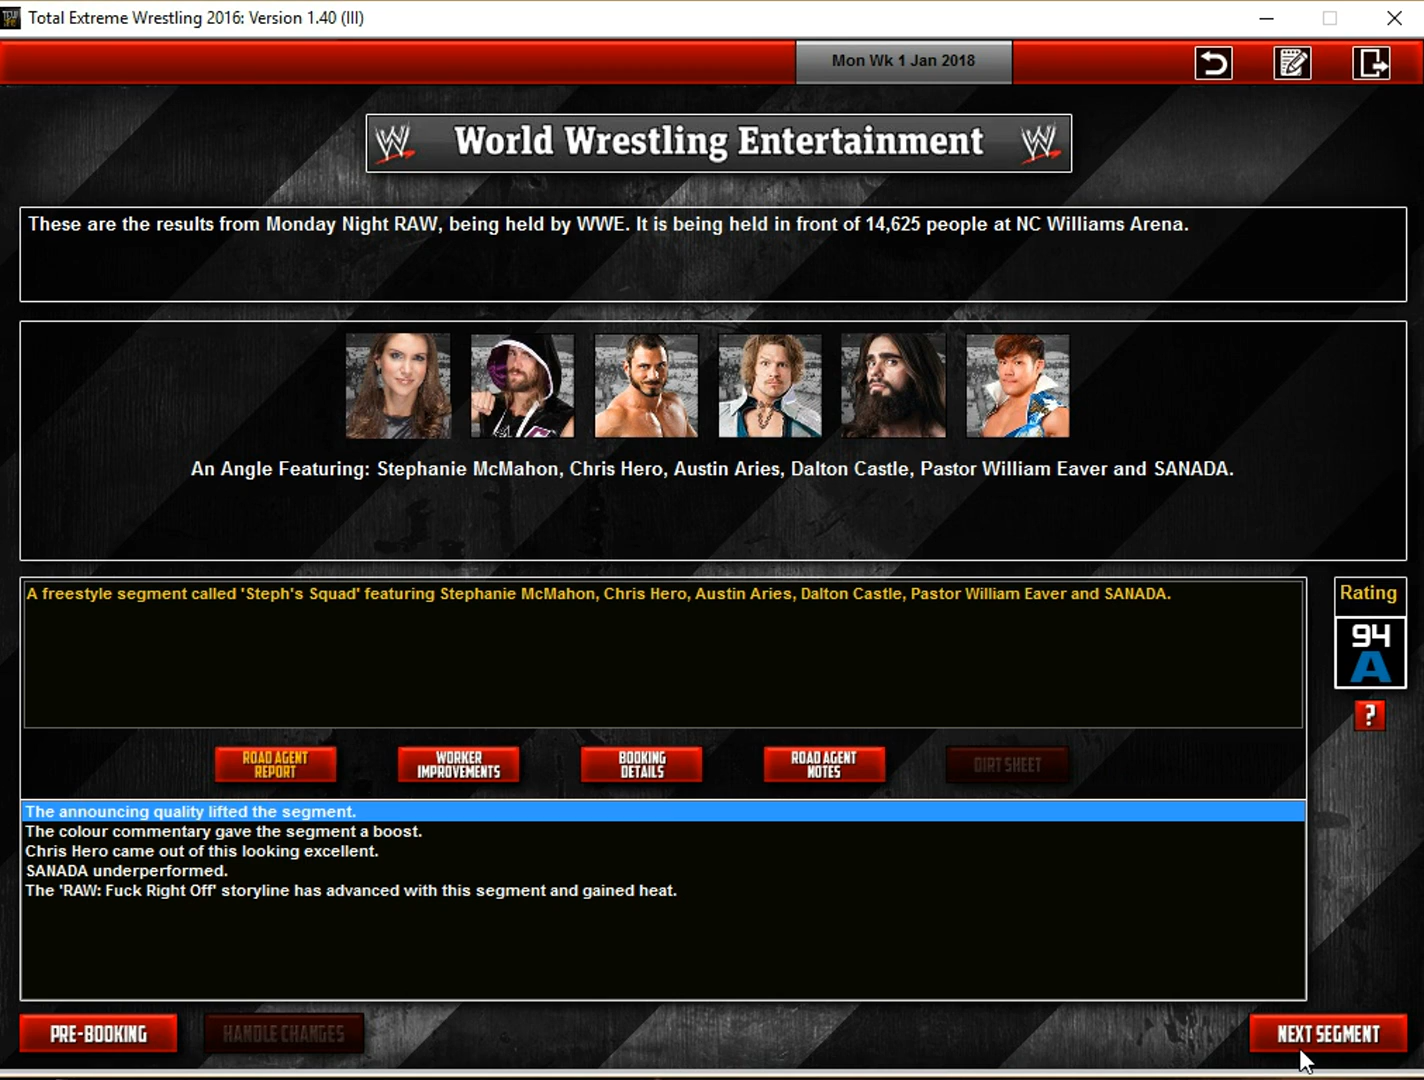 Total Extreme Wrestling 2016: Version 1.40 (III)
Mon Wk 1 Jan 2018
World Wrestling Entertainment
These are the results from Monday Night RAW, being held by WWE. It is being held in front of 14,625 people at NC Williams Arena.
An Angle Featuring: Stephanie McMahon, Chris Hero, Austin Aries, Dalton Castle, Pastor William Eaver and SANADA.
A freestyle segment called 'Steph's Squad' featuring Stephanie McMahon, Chris Hero, Austin Aries, Dalton Castle, Pastor William Eaver and SANADA.
Rating
94
A
?
ROAD AGENT
REPORT
WORKER
IMPROVEMENTS
BOOKING
DETAILS
ROAD AGENT
NOTES
DIRT SHEET
The announcing quality lifted the segment.
The colour commentary gave the segment a boost.
Chris Hero came out of this looking excellent.
SANADA underperformed.
The 'RAW: Fuck Right Off' storyline has advanced with this segment and gained heat.
PRE-BOOKING
HANDLE CHANGES
NEXT SEGMENT